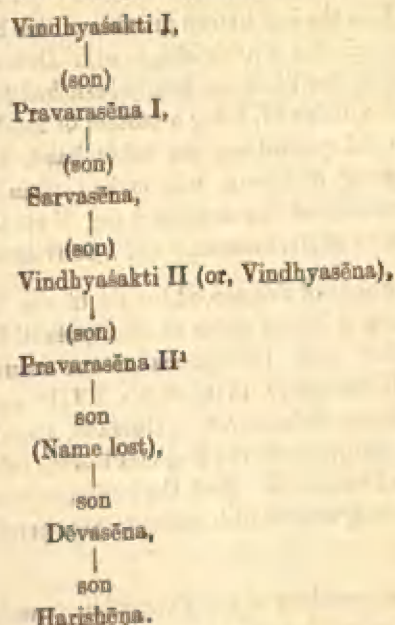 Vindhyaśakti I,
|
(son)
Pravarasēna I,
|
(son)
Sarvasēna,
|
(son)
Vindhyaśakti II (or, Vindhyasēna),
|
(son)
Pravarasēna II¹
|
son
(Name lost),
|
son
Dēvasēna,
|
son
Harishēṇa.